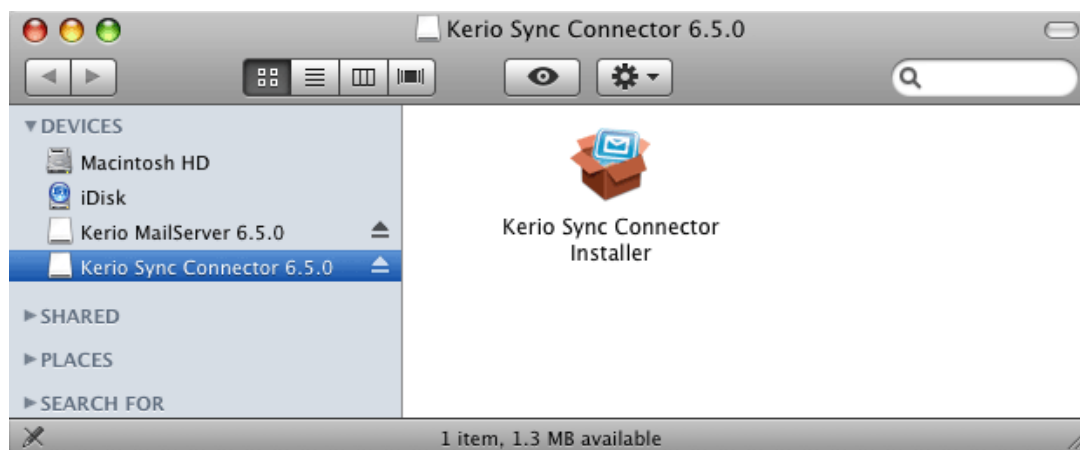 Kerio Sync Connector 6.5.0
DEVICES
Macintosh HD
iDisk
Kerio MailServer 6.5.0
Kerio Sync Connector 6.5.0
SHARED
PLACES
SEARCH FOR
Kerio Sync Connector
Installer
1 item, 1.3 MB available